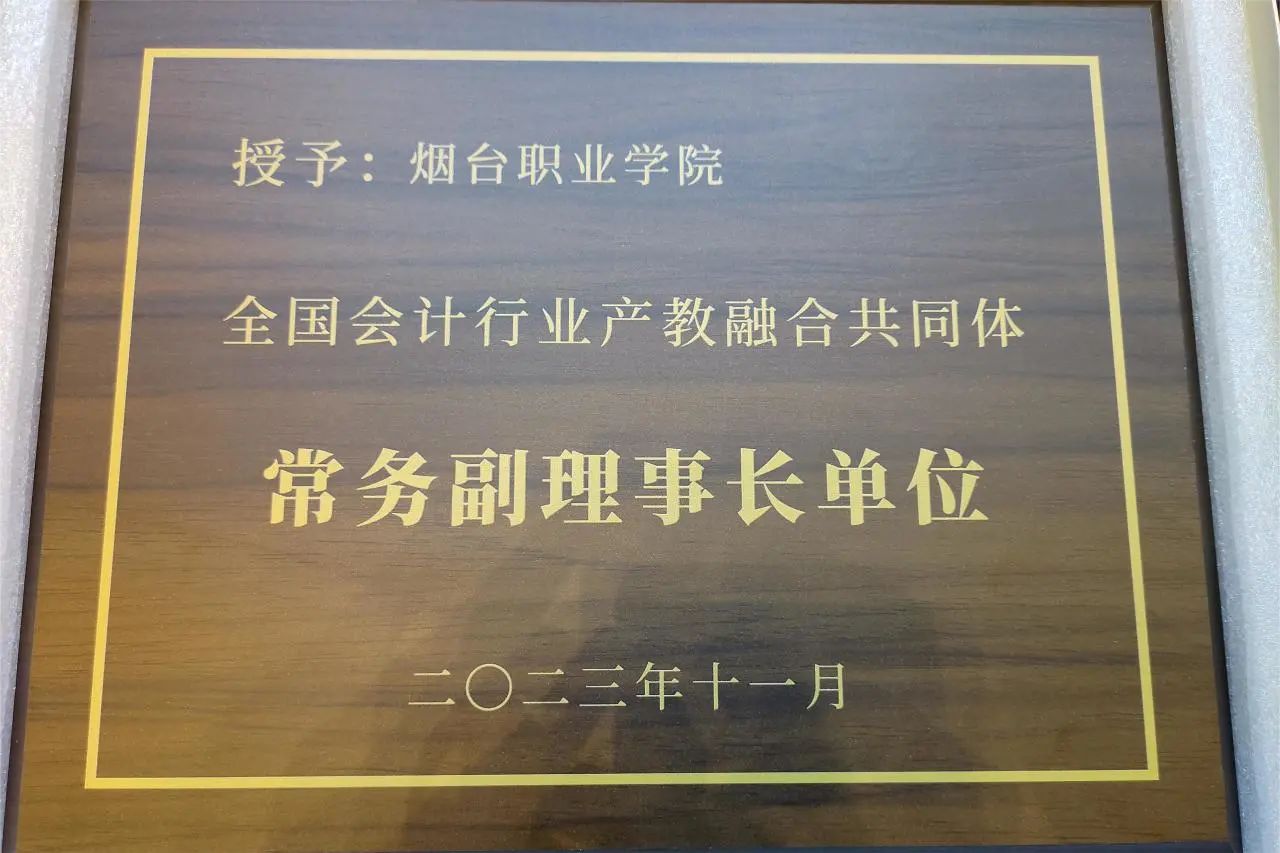 授予：烟台职业学院
全国会计行业产教融合共同体
常务副理事长单位
二〇二三年十一月